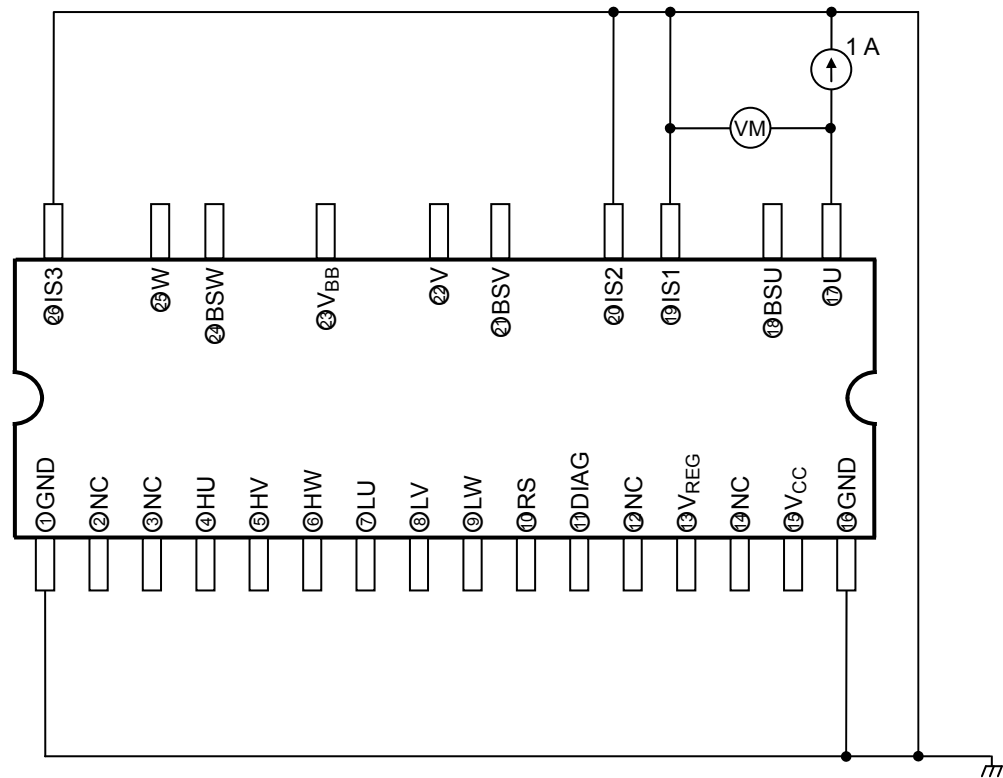 1 A
VM
㉖IS3
㉕W
㉔BSW
㉓VBB
㉒V
㉑BSV
⑳IS2
⑲IS1
⑱BSU
⑰U
①GND
②NC
③NC
④HU
⑤HV
⑥HW
⑦LU
⑧LV
⑨LW
⑩RS
⑪DIAG
⑫NC
⑬VREG
⑭NC
⑮VCC
⑯GND